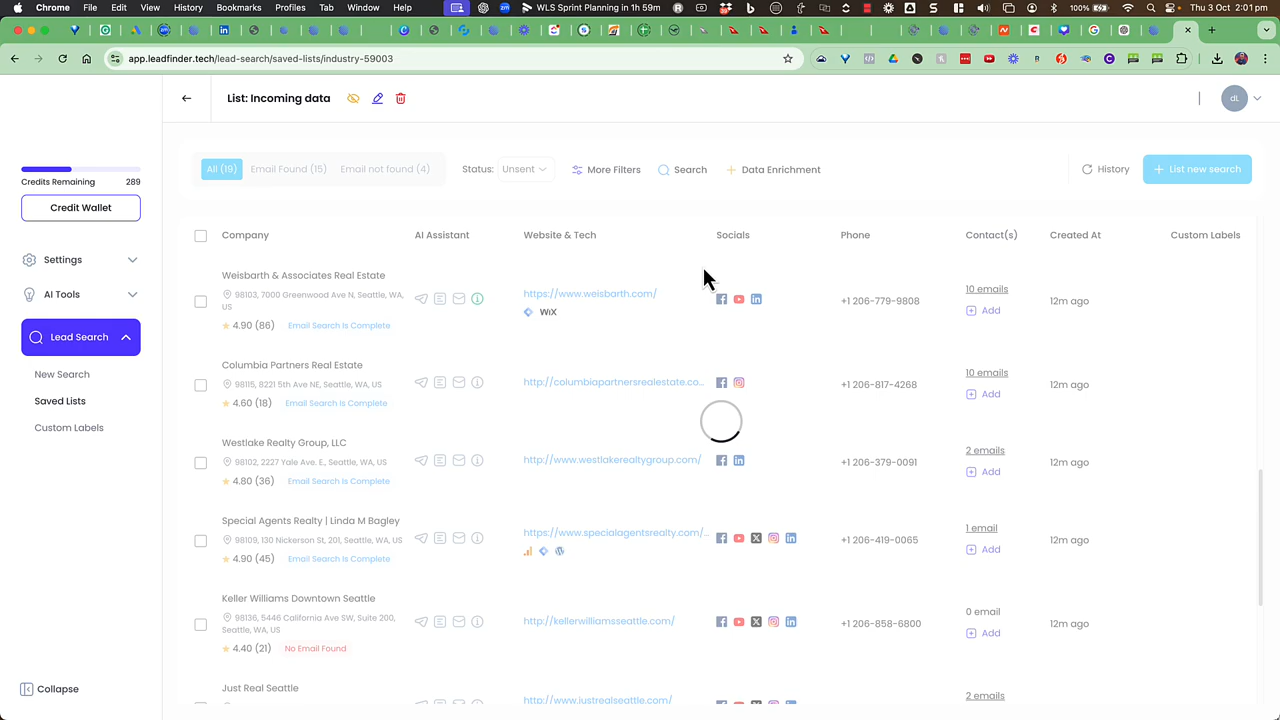 Chrome File Edit View History Bookmarks Profiles Tab Window Help
WLS Sprint Planning in 1h 59m
100%
Thu 3 Oct 2:01 pm
app.leadfinder.tech/lead-search/saved-lists/industry-59003
List: Incoming data
dL
Credits Remaining 289
Credit Wallet
Settings
AI Tools
Lead Search
New Search
Saved Lists
Custom Labels
Collapse
All (19) Email Found (15) Email not found (4) Status: Unsent More Filters Search Data Enrichment History List new search
Company AI Assistant Website & Tech Socials Phone Contact(s) Created At Custom Labels
Weisbarth & Associates Real Estate
98103, 7000 Greenwood Ave N, Seattle, WA, US
4.90 (86) Email Search Is Complete
https://www.weisbarth.com/
WiX
+1 206-779-9808
10 emails
Add
12m ago
Columbia Partners Real Estate
98115, 8221 5th Ave NE, Seattle, WA, US
4.60 (18) Email Search Is Complete
http://columbiapartnersrealestate.co...
+1 206-817-4268
10 emails
Add
12m ago
Westlake Realty Group, LLC
98102, 2227 Yale Ave. E., Seattle, WA, US
4.80 (36) Email Search Is Complete
http://www.westlakerealtygroup.com/
+1 206-379-0091
2 emails
Add
12m ago
Special Agents Realty | Linda M Bagley
98109, 130 Nickerson St, 201, Seattle, WA, US
4.90 (45) Email Search Is Complete
https://www.specialagentsrealty.com/...
+1 206-419-0065
1 email
Add
12m ago
Keller Williams Downtown Seattle
98136, 5446 California Ave SW, Suite 200,
Seattle, WA, US
4.40 (21) No Email Found
http://kellerwilliamsseattle.com/
+1 206-858-6800
0 email
Add
12m ago
Just Real Seattle
http://www.justrealseattle.com/
2 emails